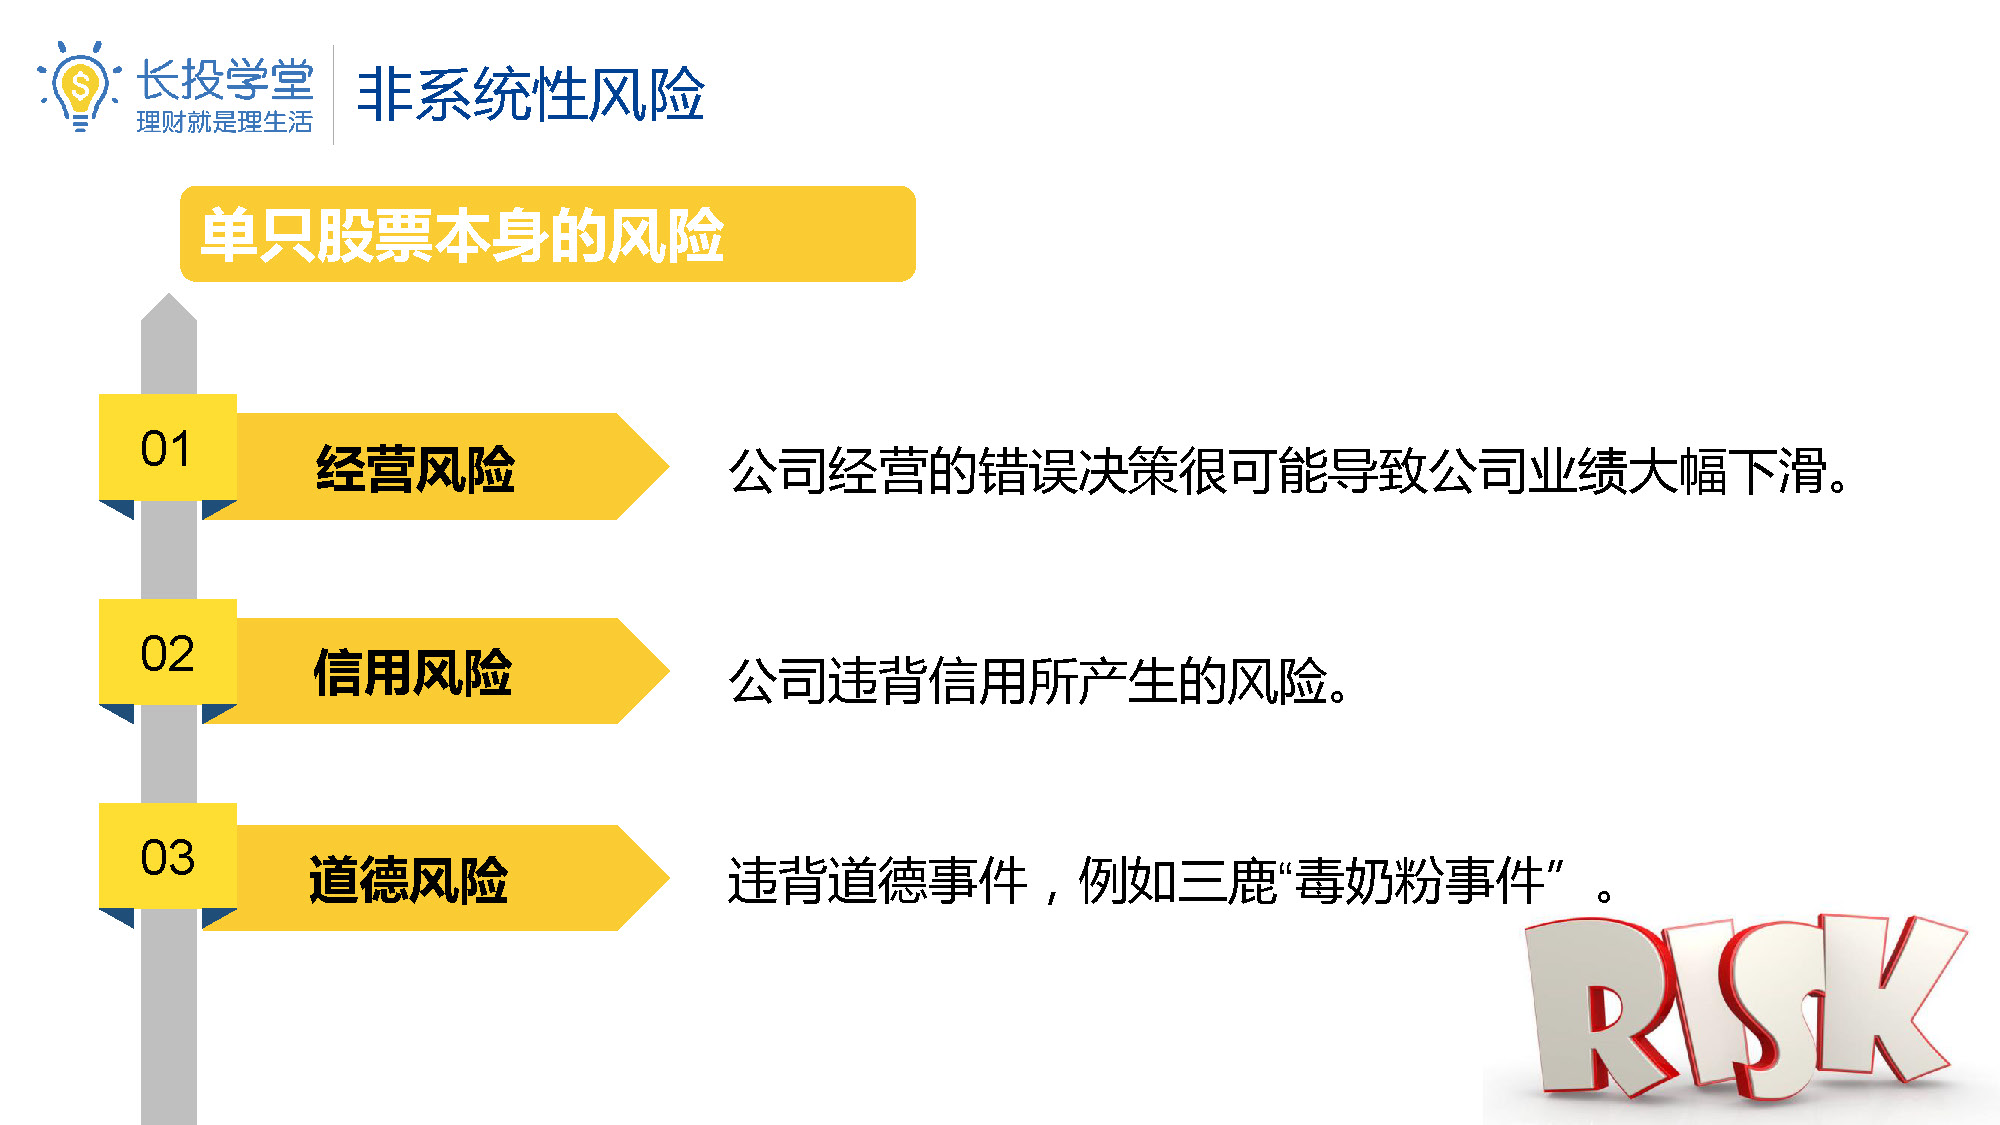 长投学堂
理财就是理生活
非系统性风险
单只股票本身的风险
01
经营风险
公司经营的错误决策很可能导致公司业绩大幅下滑。
02
信用风险
公司违背信用所产生的风险。
03
道德风险
违背道德事件，例如三鹿“毒奶粉事件”。
RISK